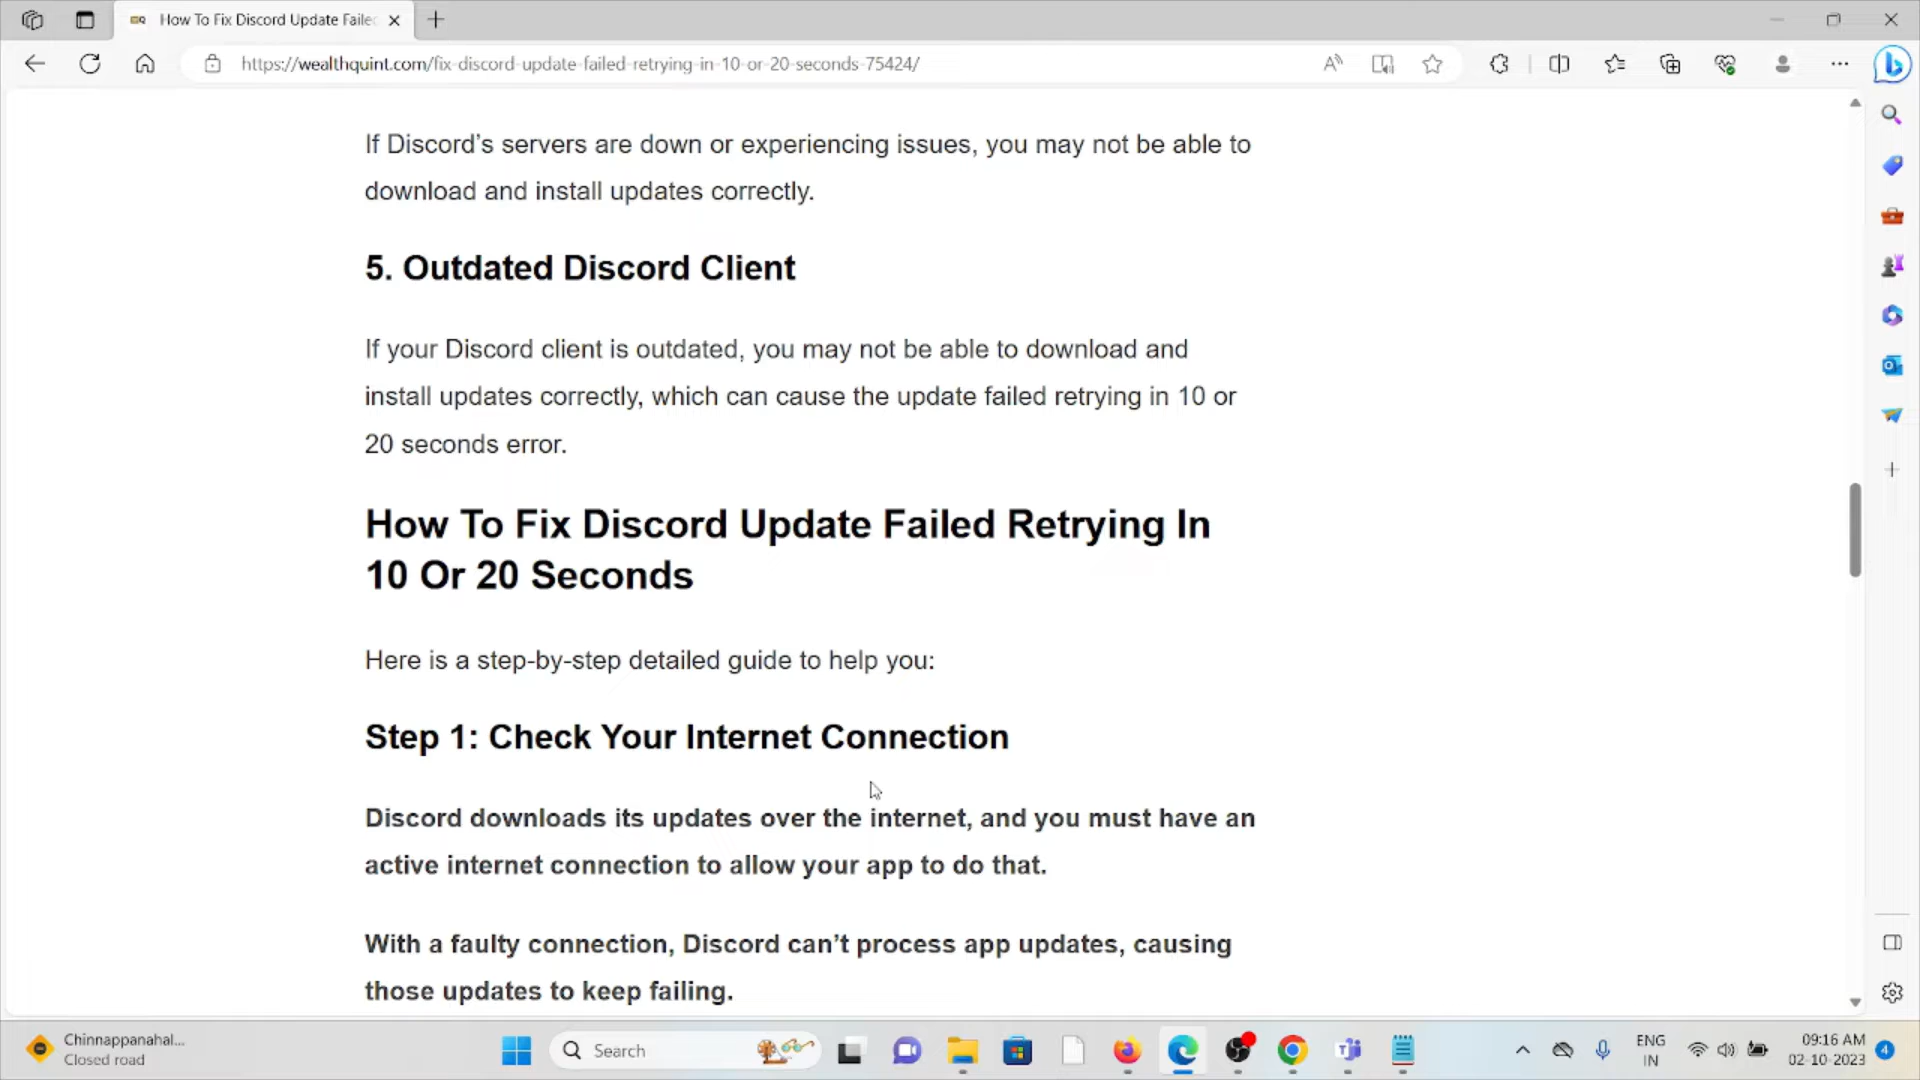 How To Fix Discord Update Failed
https://wealthquint.com/fix-discord-update-failed-retrying-in-10-or-20-seconds-75424/
If Discord’s servers are down or experiencing issues, you may not be able to
download and install updates correctly.
5. Outdated Discord Client
If your Discord client is outdated, you may not be able to download and
install updates correctly, which can cause the update failed retrying in 10 or
20 seconds error.
How To Fix Discord Update Failed Retrying In
10 Or 20 Seconds
Here is a step-by-step detailed guide to help you:
Step 1: Check Your Internet Connection
Discord downloads its updates over the internet, and you must have an
active internet connection to allow your app to do that.
With a faulty connection, Discord can’t process app updates, causing
those updates to keep failing.
Chinnappanahal...
Closed road
Search
ENG
IN
09:16 AM
02-10-2023
4